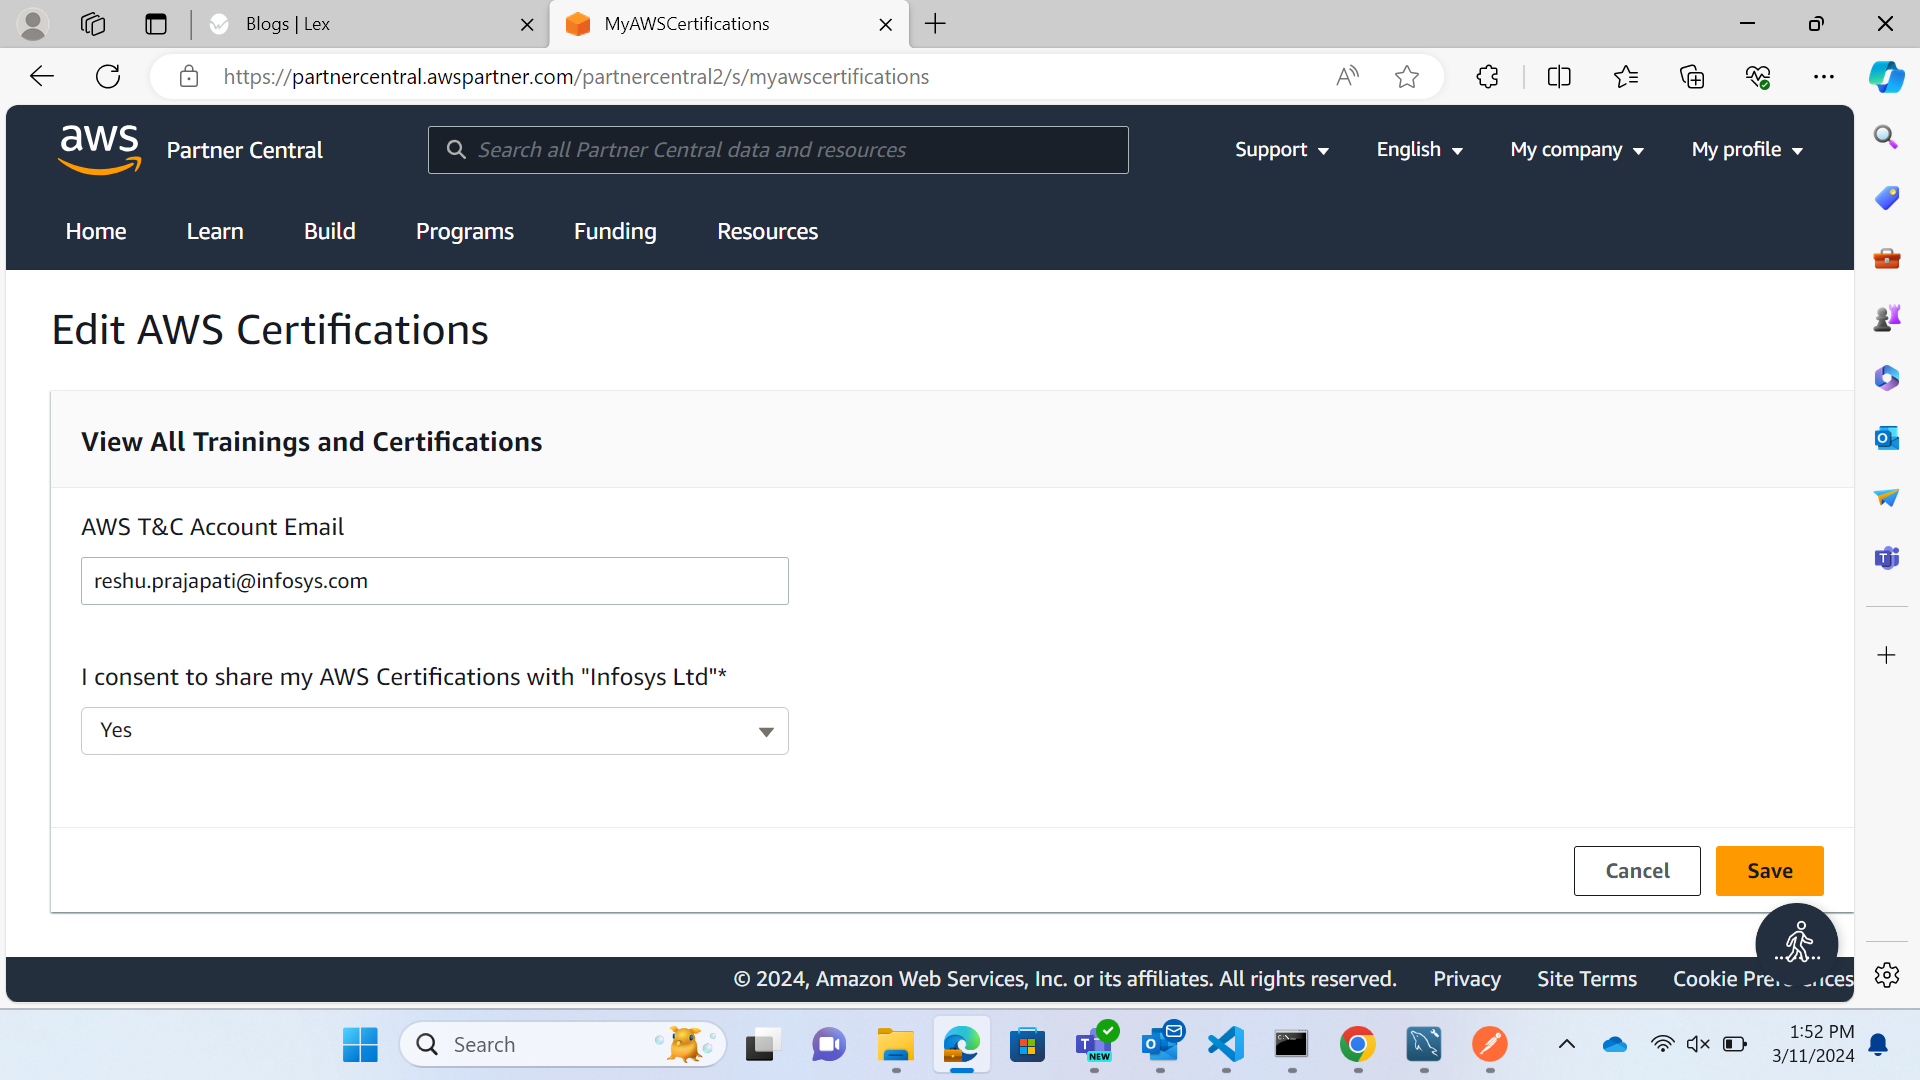 Blogs | Lex
MyAWSCertifications
https://partnercentral.awspartner.com/partnercentral2/s/myawscertifications
aws
Partner Central
Search all Partner Central data and resources
Support
English
My company
My profile
Home
Learn
Build
Programs
Funding
Resources
Edit AWS Certifications
View All Trainings and Certifications
AWS T&C Account Email
reshu.prajapati@infosys.com
I consent to share my AWS Certifications with "Infosys Ltd"*
Yes
Cancel
Save
© 2024, Amazon Web Services, Inc. or its affiliates. All rights reserved.
Privacy
Site Terms
Cookie
Search
NEW
1:52 PM
3/11/2024